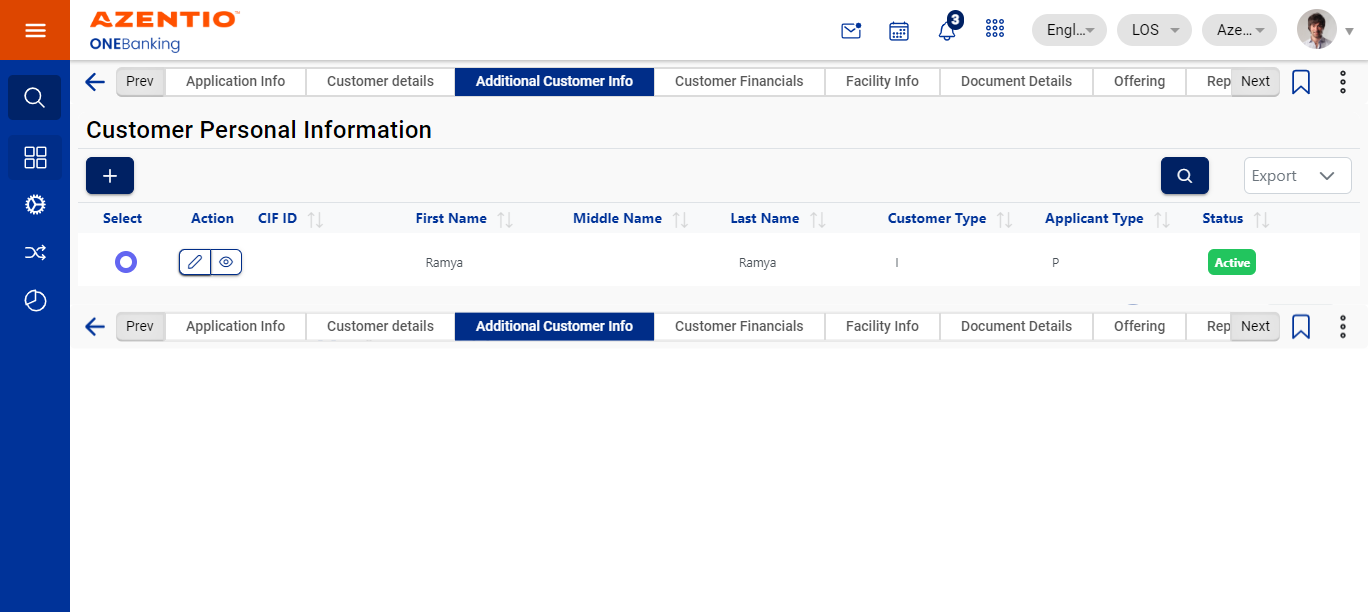 AZENTIO™
ONEBanking
3
Engl...
LOS
Aze...
Prev Application Info Customer details Additional Customer Info Customer Financials Facility Info Document Details Offering Rep Next
Customer Personal Information
+
Export
Select Action CIF ID First Name Middle Name Last Name Customer Type Applicant Type Status
Ramya Ramya I P Active
Prev Application Info Customer details Additional Customer Info Customer Financials Facility Info Document Details Offering Rep Next